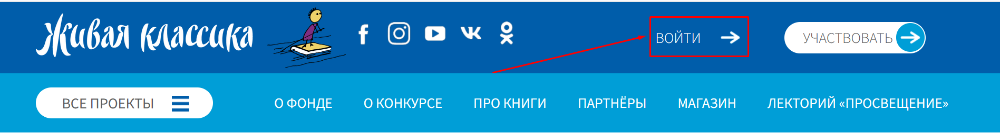 Живая классика
ВОЙТИ
УЧАСТВОВАТЬ
ВСЕ ПРОЕКТЫ
О ФОНДЕ
О КОНКУРСЕ
ПРО КНИГИ
ПАРТНЁРЫ
МАГАЗИН
ЛЕКТОРИЙ «ПРОСВЕЩЕНИЕ»